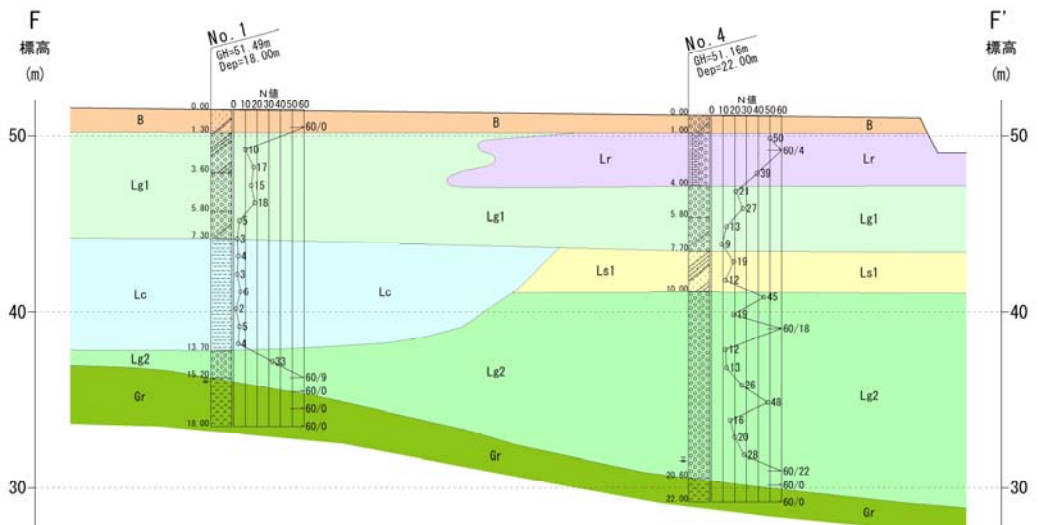 F
標高
(m)
F'
標高
(m)
No. 1
GH=51.49m
Dep=18.00m
No. 4
GH=51.16m
Dep=22.00m
N値
0 10 20 30 40 50 60
N値
0 10 20 30 40 50 60
50
40
30
50
40
30
0.00
1.30
3.60
5.80
7.30
13.70
15.20
18.00
60/0
10
17
15
18
5
3
4
3
6
2
5
4
33
60/9
60/0
60/0
60/0
0.00
1.00
4.00
5.80
7.70
10.00
20.60
22.00
50
60/4
39
21
27
13
9
19
12
45
19
60/18
12
13
26
48
16
20
28
60/22
60/0
60/0
B
B
B
Lr
Lr
Lg1
Lg1
Lg1
Ls1
Ls1
Lc
Lc
Lg2
Lg2
Lg2
Gr
Gr
Gr